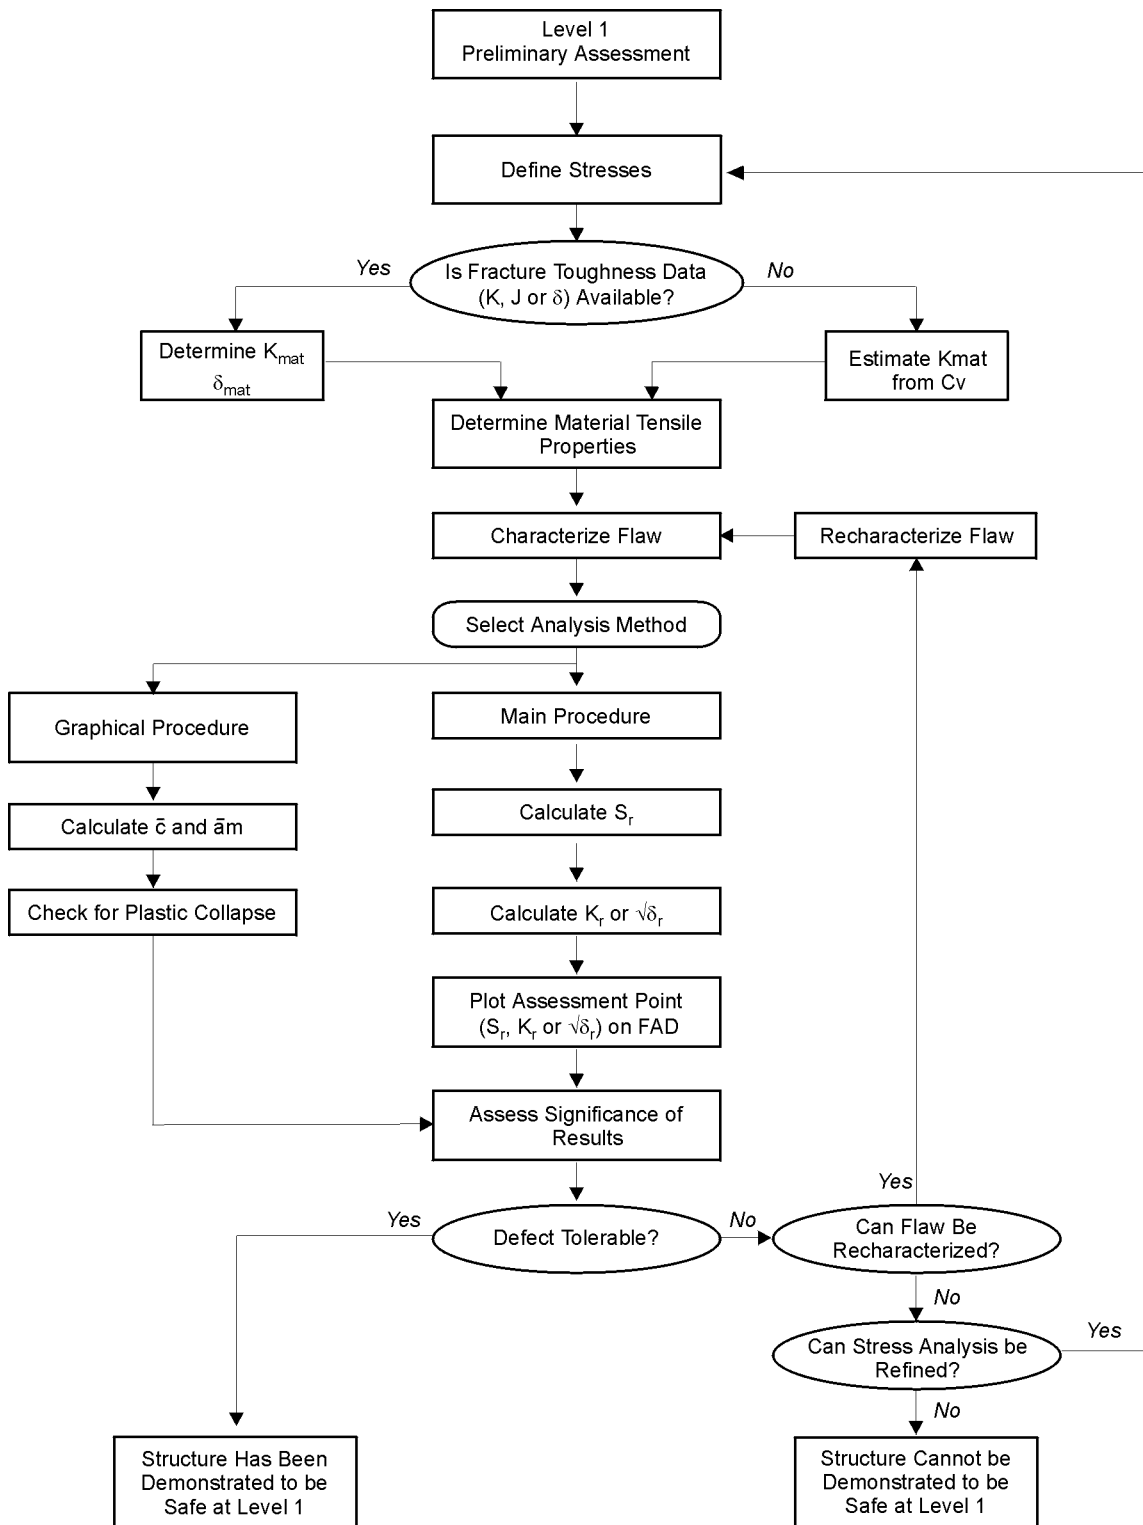 Level 1
Preliminary Assessment
Define Stresses
Yes
Is Fracture Toughness Data
(K, J or δ) Available?
No
Determine Kmat
δmat
Estimate Kmat
from Cv
Determine Material Tensile
Properties
Characterize Flaw
Recharacterize Flaw
Select Analysis Method
Graphical Procedure
Main Procedure
Calculate c̄ and ām
Calculate Sr
Check for Plastic Collapse
Calculate Kr or √δr
Plot Assessment Point
(Sr, Kr or √δr) on FAD
Assess Significance of
Results
Yes
Defect Tolerable?
No
Yes
Can Flaw Be
Recharacterized?
No
Can Stress Analysis be
Refined?
Yes
No
Structure Has Been
Demonstrated to be
Safe at Level 1
Structure Cannot be
Demonstrated to be
Safe at Level 1